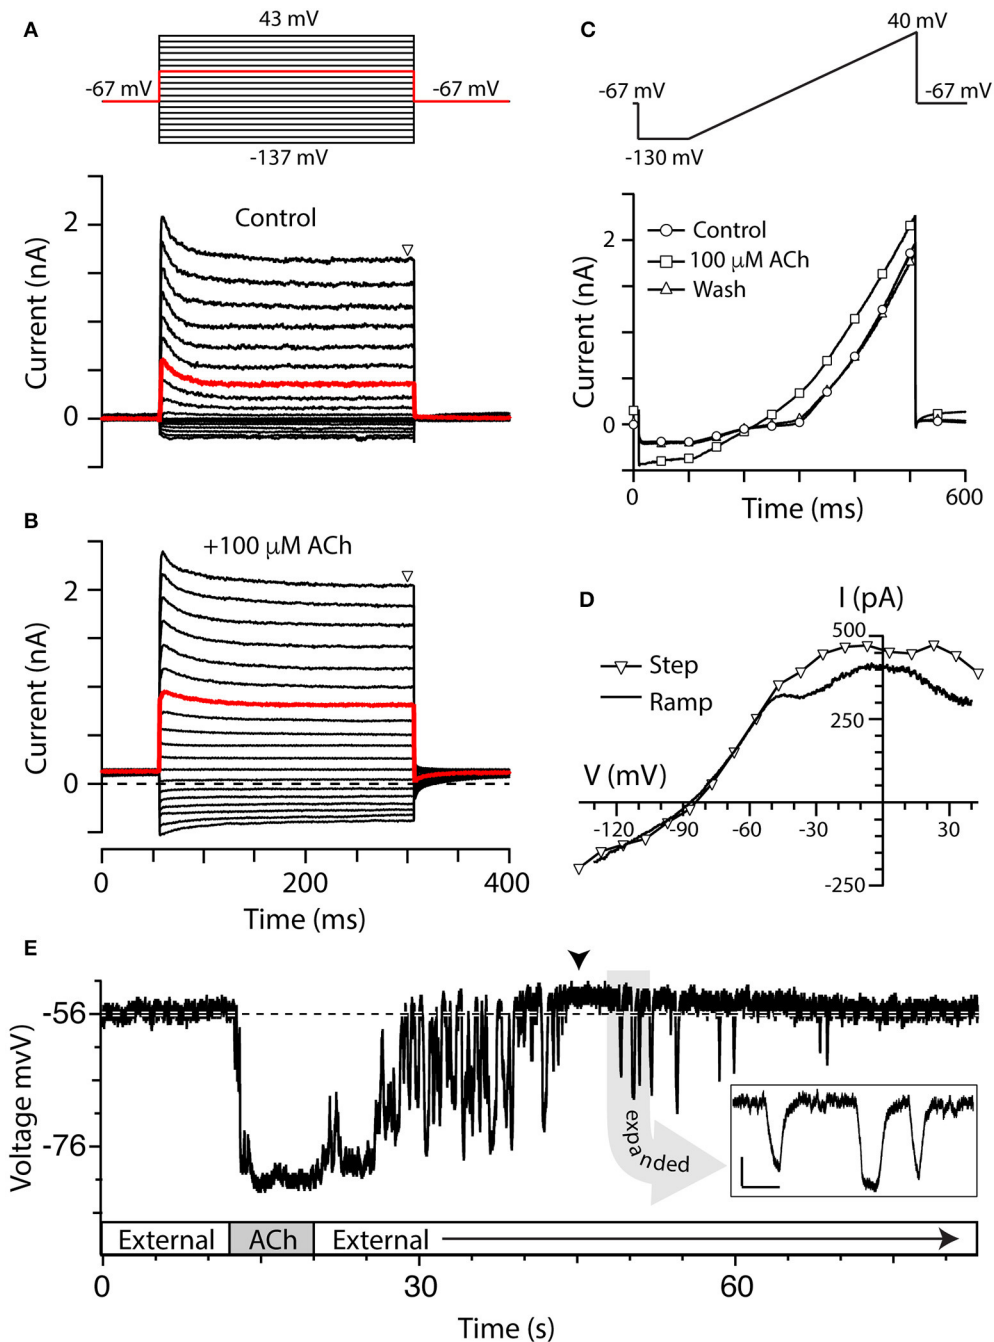 A
43 mV
-67 mV
-67 mV
-137 mV
Control
2
0
Current (nA)
B
+100 μM ACh
2
0
Current (nA)
0
200
400
Time (ms)
C
40 mV
-67 mV
-67 mV
-130 mV
Control
100 μM ACh
Wash
2
0
Current (nA)
0
600
Time (ms)
D
I (pA)
500
250
-250
Step
Ramp
V (mV)
-120
-90
-60
-30
30
E
-56
-76
Voltage mvV)
expanded
External
ACh
External
0
30
60
Time (s)